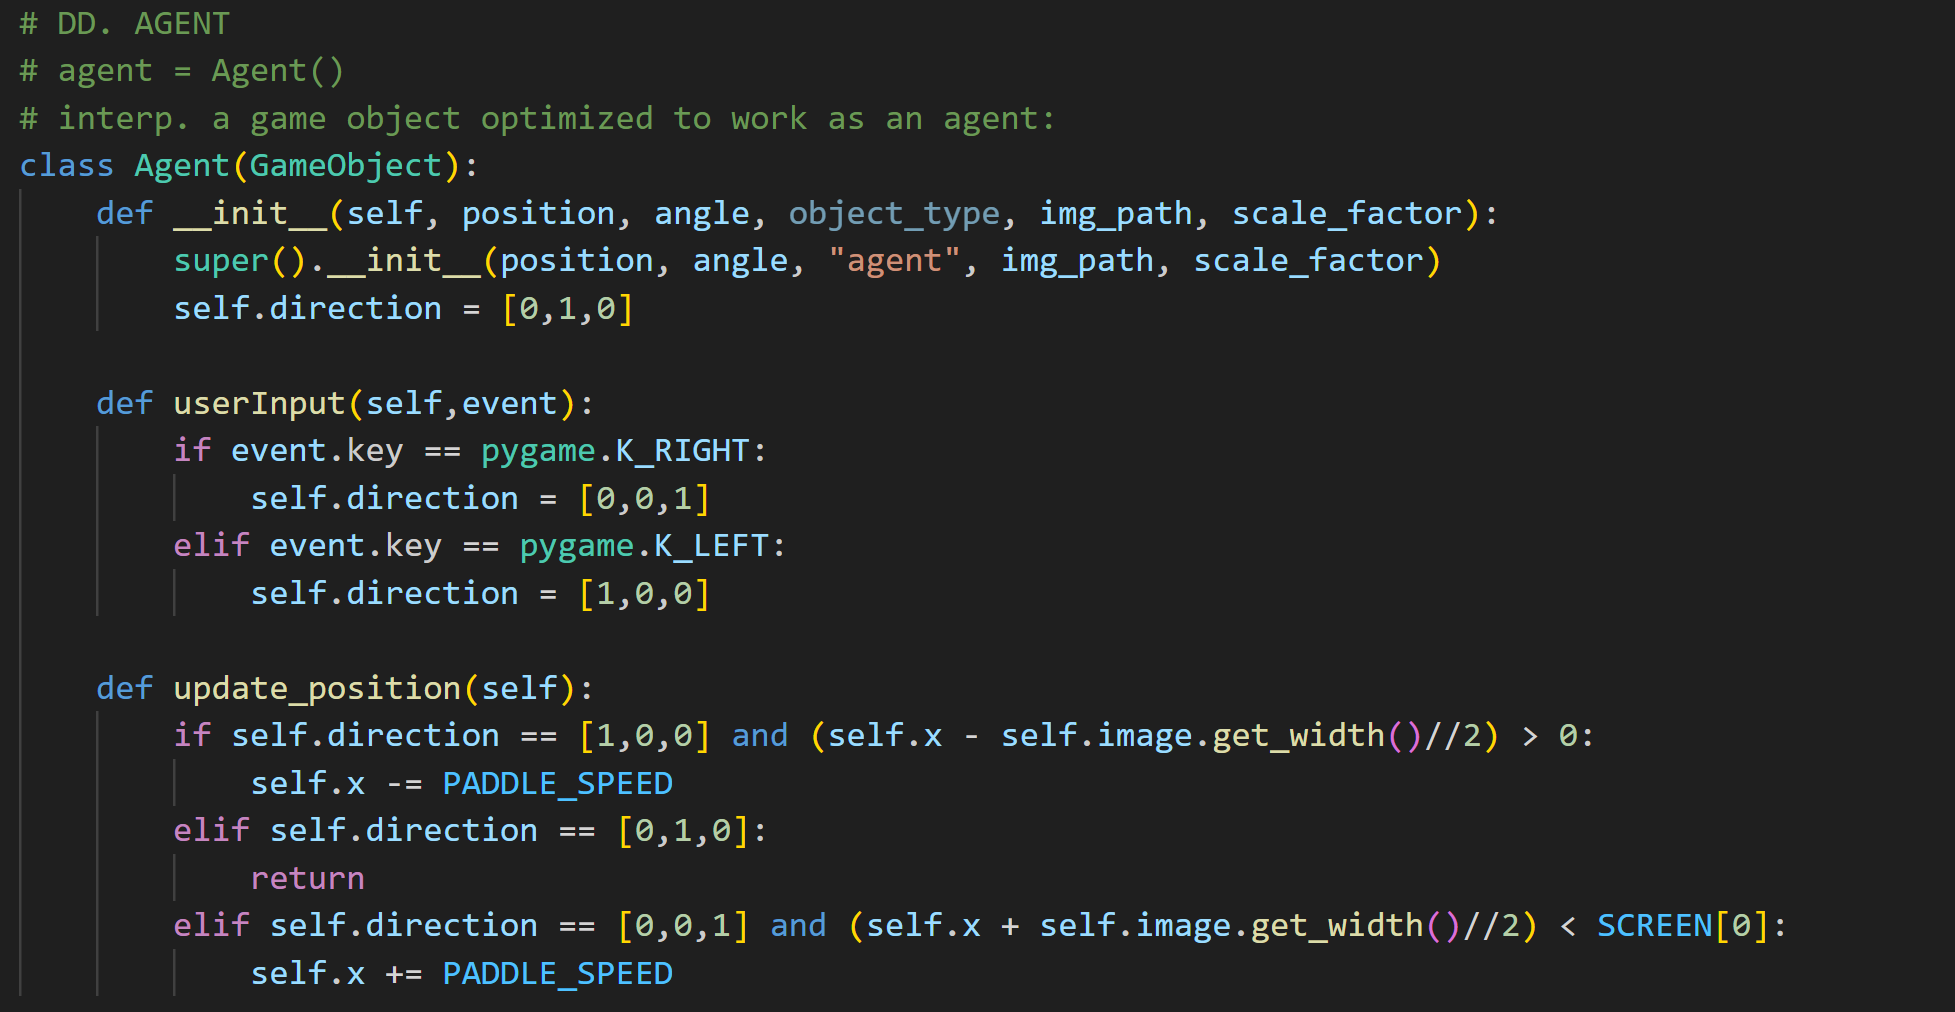 # DD. AGENT
# agent = Agent()
# interp. a game object optimized to work as an agent:
class Agent(GameObject):
    def __init__(self, position, angle, object_type, img_path, scale_factor):
        super().__init__(position, angle, "agent", img_path, scale_factor)
        self.direction = [0,1,0]

    def userInput(self,event):
        if event.key == pygame.K_RIGHT:
            self.direction = [0,0,1]
        elif event.key == pygame.K_LEFT:
            self.direction = [1,0,0]

    def update_position(self):
        if self.direction == [1,0,0] and (self.x - self.image.get_width()//2) > 0:
            self.x -= PADDLE_SPEED
        elif self.direction == [0,1,0]:
            return
        elif self.direction == [0,0,1] and (self.x + self.image.get_width()//2) < SCREEN[0]:
            self.x += PADDLE_SPEED